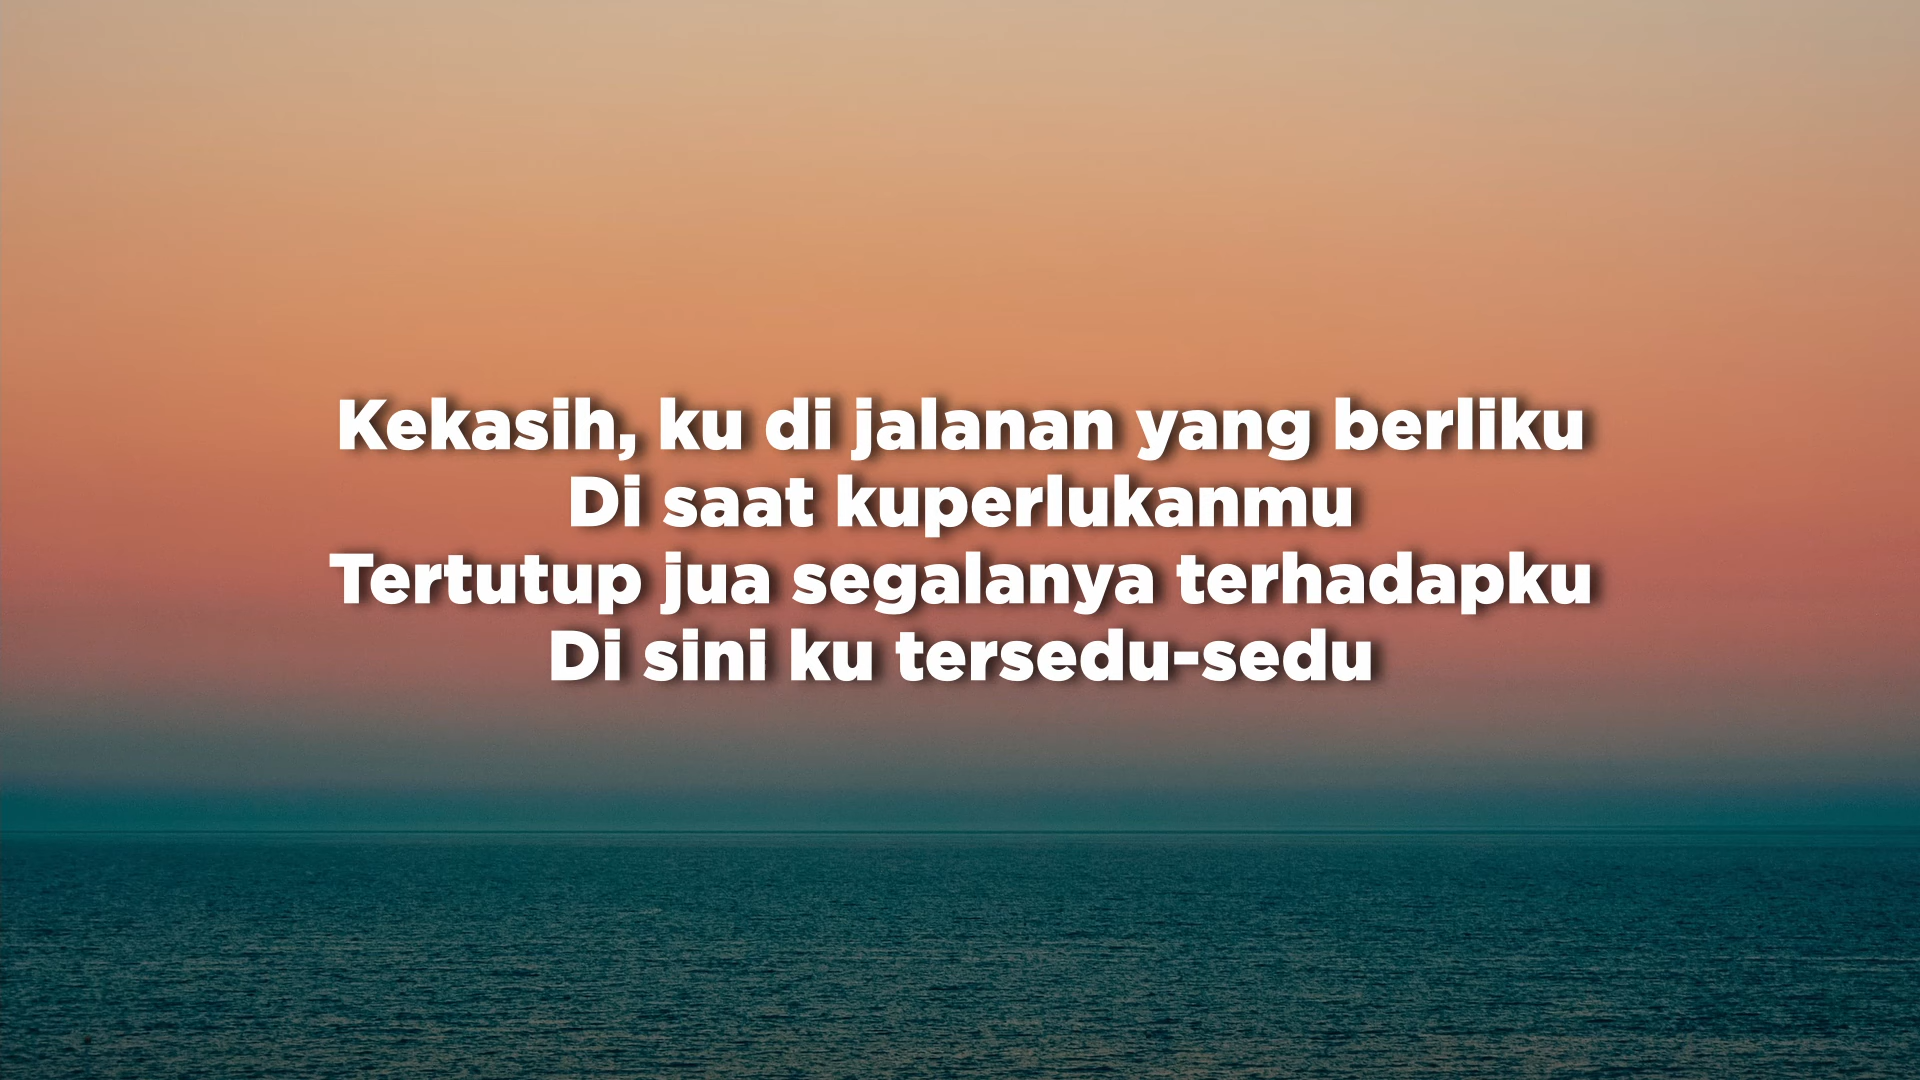 Kekasih, ku di jalanan yang berliku
Di saat kuperlukanmu
Tertutup jua segalanya terhadapku
Di sini ku tersedu-sedu